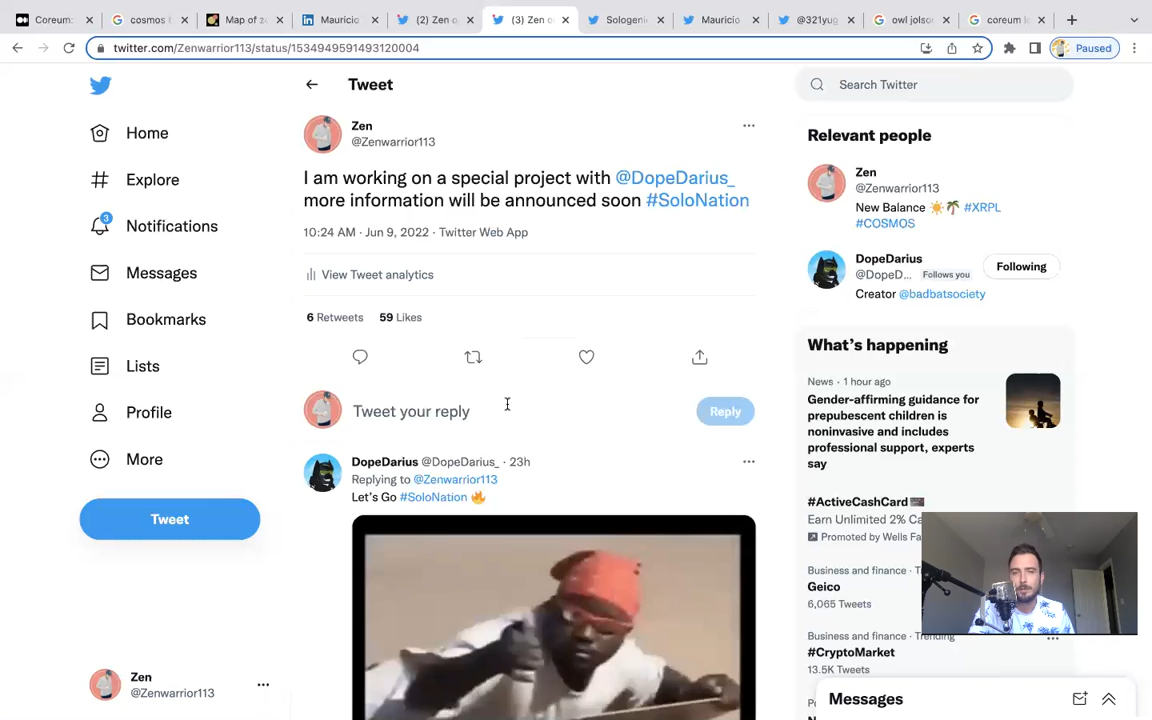 Coreum:
cosmos
Map of z
Mauricio
(2) Zen o
(3) Zen o
Sologeni
Mauricio
@321yug
owl jolso
coreum l
twitter.com/Zenwarrior113/status/1534949591493120004
Paused
Home
Explore
3
Notifications
Messages
Bookmarks
Lists
Profile
More
Tweet
Zen
@Zenwarrior113
Tweet
Zen
@Zenwarrior113
I am working on a special project with @DopeDarius_
more information will be announced soon #SoloNation
10:24 AM · Jun 9, 2022 · Twitter Web App
View Tweet analytics
6 Retweets 59 Likes
Tweet your reply
Reply
DopeDarius @DopeDarius_ · 23h
Replying to @Zenwarrior113
Let's Go #SoloNation 🔥
Search Twitter
Relevant people
Zen
@Zenwarrior113
New Balance ☀️🌴 #XRPL
#COSMOS
DopeDarius
@DopeD... Follows you
Following
Creator @badbatsociety
What's happening
News · 1 hour ago
Gender-affirming guidance for
prepubescent children is
noninvasive and includes
professional support, experts
say
#ActiveCashCard
Earn Unlimited 2% Ca
Promoted by Wells Fa
Business and finance · T
Geico
6,065 Tweets
Business and finance · Trending
#CryptoMarket
13.5K Tweets
Messages